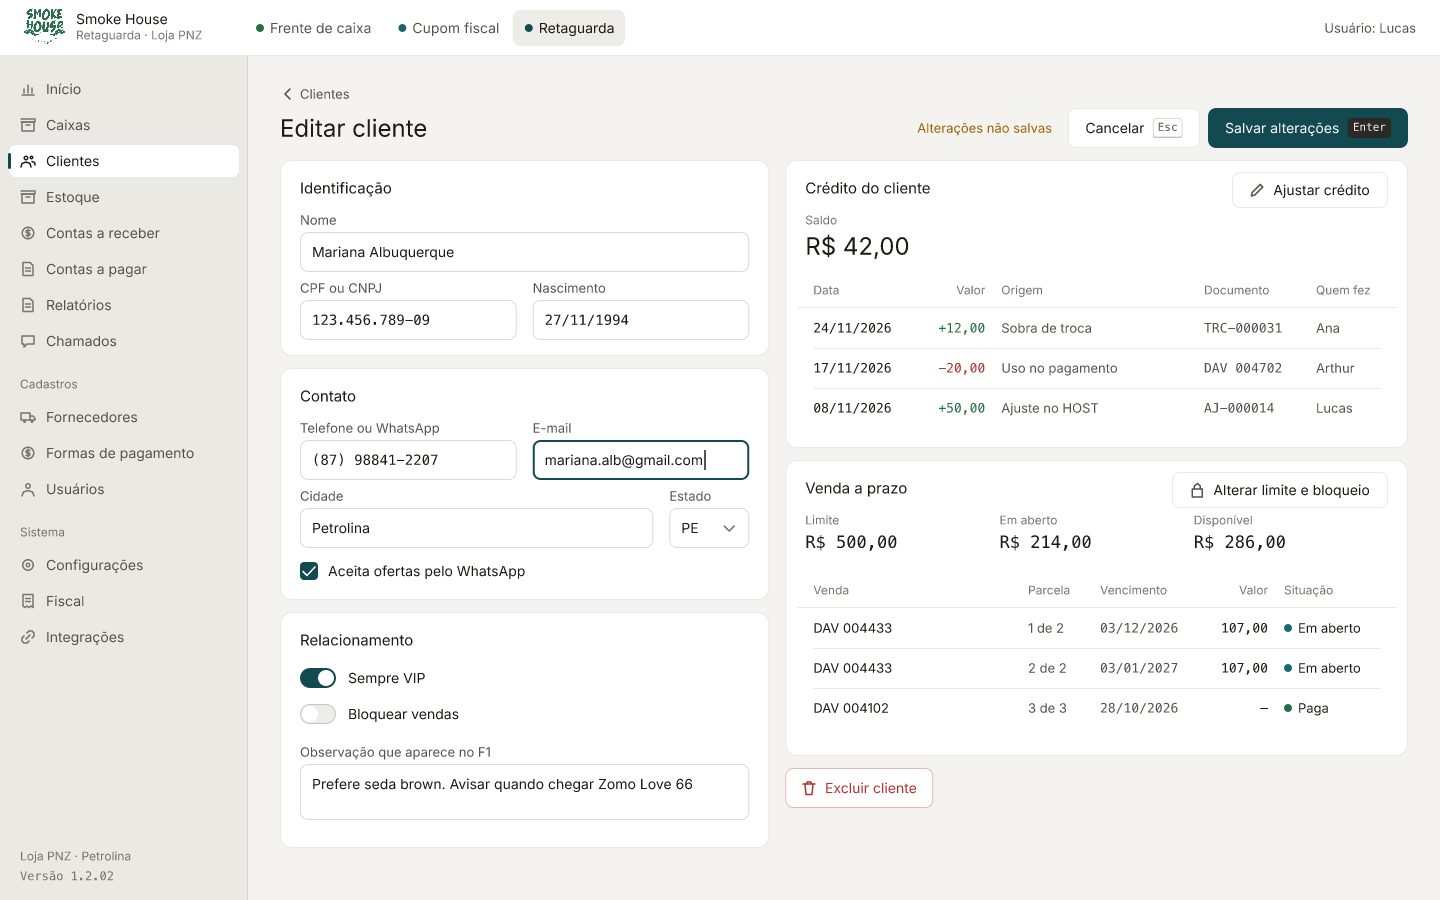 SMOKE HOUSE
Smoke House
Retaguarda · Loja PNZ
Frente de caixa
Cupom fiscal
Retaguarda
Usuário: Lucas
Início
Caixas
Clientes
Estoque
Contas a receber
Contas a pagar
Relatórios
Chamados
Cadastros
Fornecedores
Formas de pagamento
Usuários
Sistema
Configurações
Fiscal
Integrações
Loja PNZ · Petrolina
Versão 1.2.02
Clientes
Editar cliente
Alterações não salvas
Cancelar Esc
Salvar alterações Enter
Identificação
Nome
Mariana Albuquerque
CPF ou CNPJ Nascimento
123.456.789-09 27/11/1994
Contato
Telefone ou WhatsApp E-mail
(87) 98841-2207 mariana.alb@gmail.com
Cidade Estado
Petrolina PE
Aceita ofertas pelo WhatsApp
Relacionamento
Sempre VIP
Bloquear vendas
Observação que aparece no F1
Prefere seda brown. Avisar quando chegar Zomo Love 66
Crédito do cliente
Ajustar crédito
Saldo
R$ 42,00
Data Valor Origem Documento Quem fez
24/11/2026 +12,00 Sobra de troca TRC-000031 Ana
17/11/2026 −20,00 Uso no pagamento DAV 004702 Arthur
08/11/2026 +50,00 Ajuste no HOST AJ-000014 Lucas
Venda a prazo
Alterar limite e bloqueio
Limite Em aberto Disponível
R$ 500,00 R$ 214,00 R$ 286,00
Venda Parcela Vencimento Valor Situação
DAV 004433 1 de 2 03/12/2026 107,00 Em aberto
DAV 004433 2 de 2 03/01/2027 107,00 Em aberto
DAV 004102 3 de 3 28/10/2026 – Paga
Excluir cliente